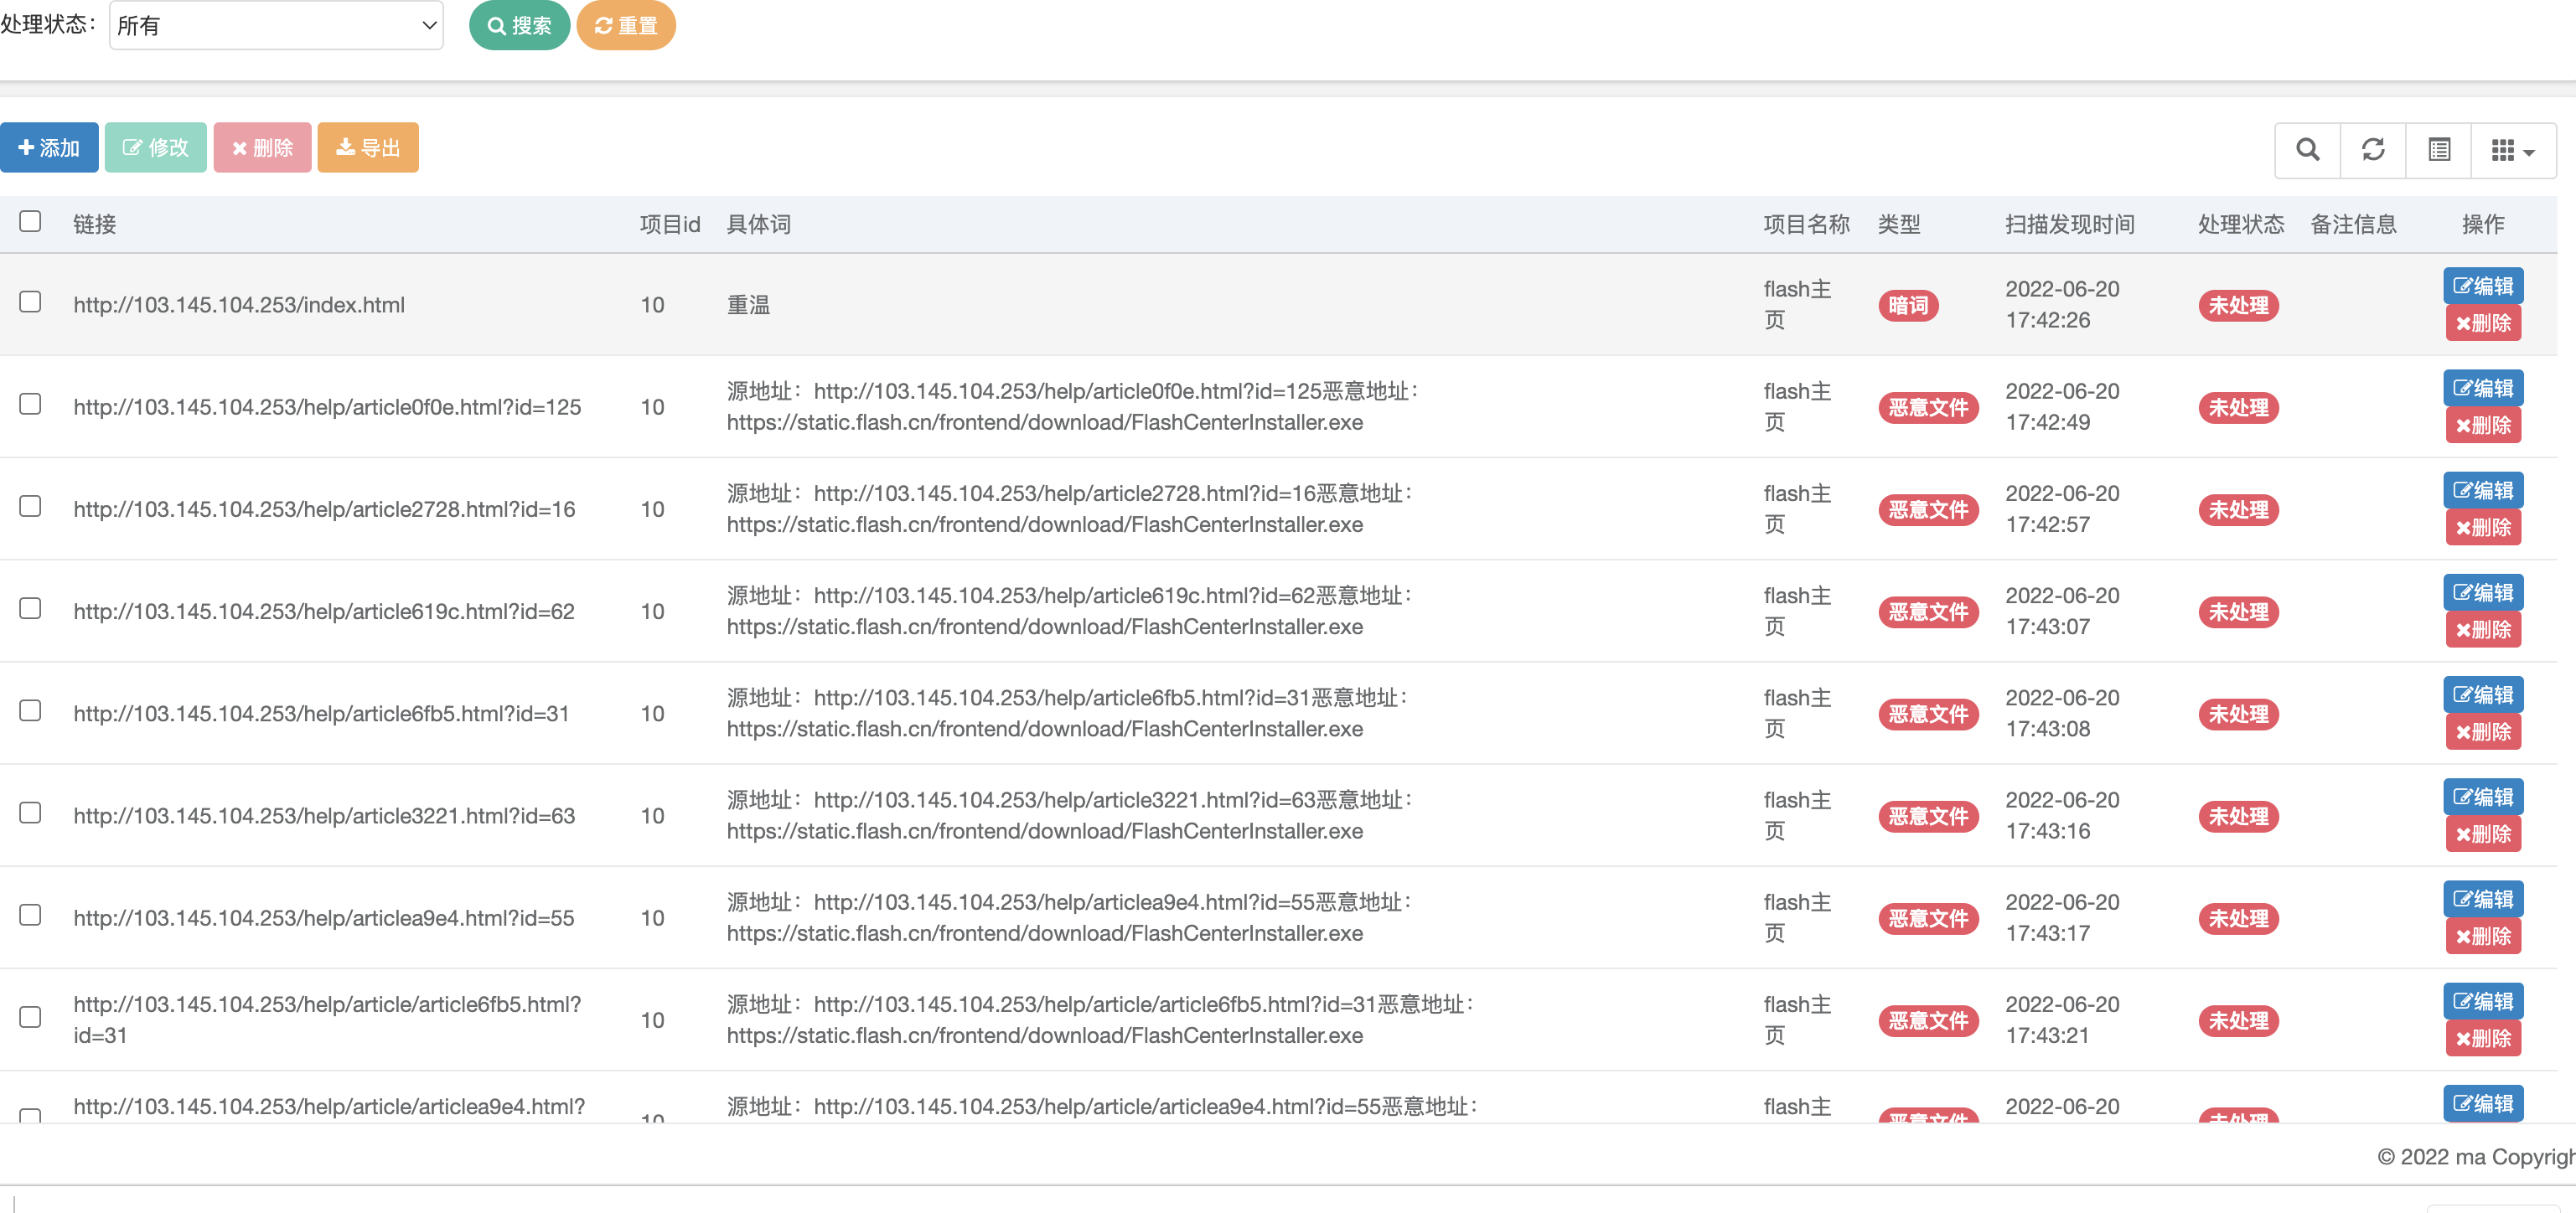 处理状态： 所有 搜索 重置
添加 修改 删除 导出
链接 项目id 具体词 项目名称 类型 扫描发现时间 处理状态 备注信息 操作
http://103.145.104.253/index.html 10 重温 flash主页 暗词 2022-06-20 17:42:26 未处理 编辑 删除
http://103.145.104.253/help/article0f0e.html?id=125 10 源地址：http://103.145.104.253/help/article0f0e.html?id=125恶意地址：https://static.flash.cn/frontend/download/FlashCenterInstaller.exe flash主页 恶意文件 2022-06-20 17:42:49 未处理 编辑 删除
http://103.145.104.253/help/article2728.html?id=16 10 源地址：http://103.145.104.253/help/article2728.html?id=16恶意地址：https://static.flash.cn/frontend/download/FlashCenterInstaller.exe flash主页 恶意文件 2022-06-20 17:42:57 未处理 编辑 删除
http://103.145.104.253/help/article619c.html?id=62 10 源地址：http://103.145.104.253/help/article619c.html?id=62恶意地址：https://static.flash.cn/frontend/download/FlashCenterInstaller.exe flash主页 恶意文件 2022-06-20 17:43:07 未处理 编辑 删除
http://103.145.104.253/help/article6fb5.html?id=31 10 源地址：http://103.145.104.253/help/article6fb5.html?id=31恶意地址：https://static.flash.cn/frontend/download/FlashCenterInstaller.exe flash主页 恶意文件 2022-06-20 17:43:08 未处理 编辑 删除
http://103.145.104.253/help/article3221.html?id=63 10 源地址：http://103.145.104.253/help/article3221.html?id=63恶意地址：https://static.flash.cn/frontend/download/FlashCenterInstaller.exe flash主页 恶意文件 2022-06-20 17:43:16 未处理 编辑 删除
http://103.145.104.253/help/articlea9e4.html?id=55 10 源地址：http://103.145.104.253/help/articlea9e4.html?id=55恶意地址：https://static.flash.cn/frontend/download/FlashCenterInstaller.exe flash主页 恶意文件 2022-06-20 17:43:17 未处理 编辑 删除
http://103.145.104.253/help/article/article6fb5.html?id=31 10 源地址：http://103.145.104.253/help/article/article6fb5.html?id=31恶意地址：https://static.flash.cn/frontend/download/FlashCenterInstaller.exe flash主页 恶意文件 2022-06-20 17:43:21 未处理 编辑 删除
http://103.145.104.253/help/article/articlea9e4.html? 10 源地址：http://103.145.104.253/help/article/articlea9e4.html?id=55恶意地址： flash主 恶意文件 2022-06-20 未处理 编辑
© 2022 ma Copyrigh